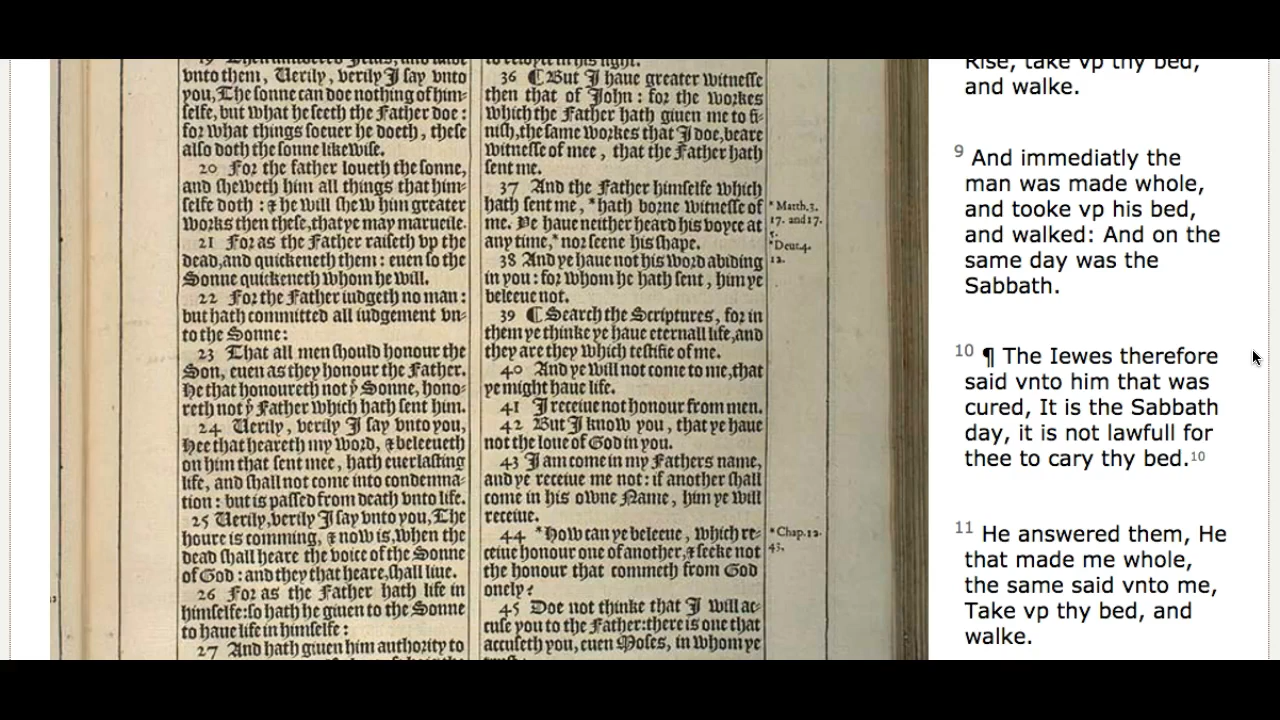 19 Then answered Iesus, and saide
vnto them, Uerily, verily I say vnto
you, The sonne can doe nothing of him-
selfe, but what he seeth the Father doe:
for what things soeuer he doeth, these
also doth the sonne likewise.
20 For the father loueth the sonne,
and sheweth him all things that him-
selfe doth: & he will shew him greater
works then these, that ye may marueile.
21 For as the Father raiseth vp the
dead, and quickeneth them: euen so the
Sonne quickeneth whom he will.
22 For the Father iudgeth no man:
but hath committed all iudgement vn-
to the Sonne:
23 That all men should honour the
Son, euen as they honour the Father.
He that honoureth not yͤ Sonne, hono-
reth not yͤ Father which hath sent him.
24 Uerily, verily I say vnto you,
Hee that heareth my word, & beleeueth
on him that sent mee, hath euerlasting
life, and shall not come into condemna-
tion: but is passed from death vnto life.
25 Uerily, verily I say vnto you, The
houre is comming, & now is, when the
dead shall heare the voice of the Sonne
of God: and they that heare, shall liue.
26 For as the Father hath life in
himselfe: so hath he giuen to the Sonne
to haue life in himselfe:
27 And hath giuen him authority to
to reioyce in his light.
36 ¶ But I haue greater witnesse
then that of Iohn: for the workes
which the Father hath giuen me to fi-
nish, the same workes that I doe, beare
witnesse of mee, that the Father hath
sent me.
37 And the Father himselfe which
hath sent me, *hath borne witnesse of
me. Ye haue neither heard his voyce at
any time, *nor seene his shape.
38 And ye haue not his word abiding
in you: for whom he hath sent, him ye
beleeue not.
39 ¶ Search the Scriptures, for in
them ye thinke ye haue eternall life, and
they are they which testifie of me.
40 And ye will not come to me, that
ye might haue life.
41 I receiue not honour from men.
42 But I know you, that ye haue
not the loue of God in you.
43 I am come in my Fathers name,
and ye receiue me not: if another shall
come in his owne Name, him ye will
receiue.
44 *How can ye beleeue, which re-
ceiue honour one of another, & seeke not
the honour that commeth from God
onely?
45 Doe not thinke that I will ac-
cuse you to the Father: there is one that
accuseth you, euen Moses, in whom ye
*Matth.3.
17. and 17.
5.
*Deut.4.
12.
*Chap.12.
43.
Rise, take vp thy bed,
and walke.
9 And immediatly the
man was made whole,
and tooke vp his bed,
and walked: And on the
same day was the
Sabbath.
10 ¶ The Iewes therefore
said vnto him that was
cured, It is the Sabbath
day, it is not lawfull for
thee to cary thy bed.10
11 He answered them, He
that made me whole,
the same said vnto me,
Take vp thy bed, and
walke.